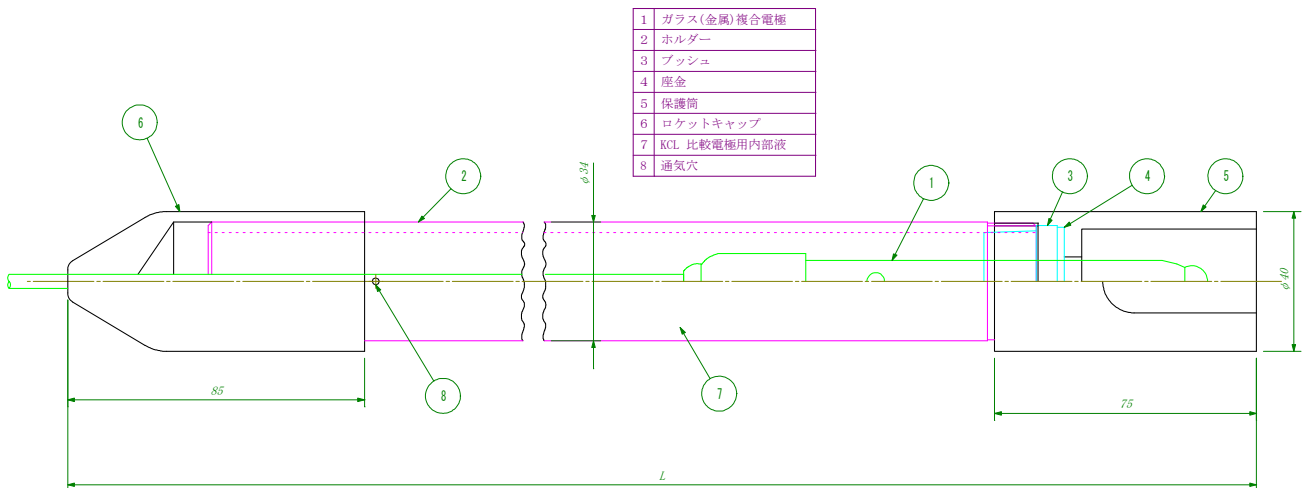 1 ガラス(金属)複合電極
2 ホルダー
3 ブッシュ
4 座金
5 保護筒
6 ロケットキャップ
7 KCL 比較電極用内部液
8 通気穴
6
2
φ34
1
3
4
5
φ40
85
8
7
75
L